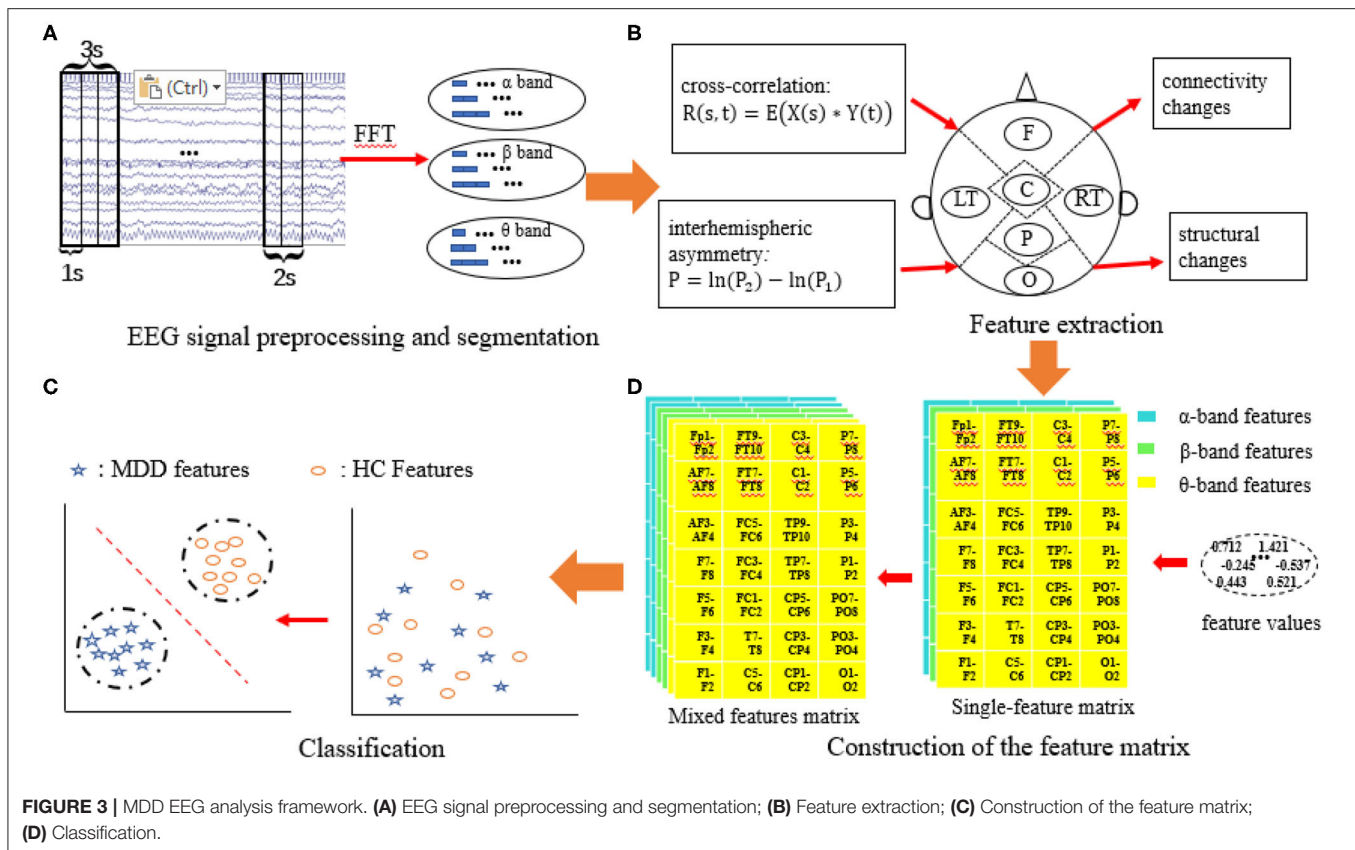 A
3s
(Ctrl)
•••
1s
2s
FFT
••• α band
•••
•••
••• β band
•••
•••
••• θ band
•••
•••
EEG signal preprocessing and segmentation
B
cross-correlation:
R(s, t) = E(X(s) * Y(t))
interhemispheric
asymmetry:
P = ln(P₂) − ln(P₁)
F
C
LT
RT
P
O
connectivity
changes
structural
changes
Feature extraction
C
☆ : MDD features
○ : HC Features
Classification
D
Fp1- FT9- C3- P7-
Fp2 FT10 C4 P8
AF7- FT7- C1- P5-
AF8 FT8 C2 P6
AF3- FC5- TP9- P3-
AF4 FC6 TP10 P4
F7- FC3- TP7- P1-
F8 FC4 TP8 P2
F5- FC1- CP5- PO7-
F6 FC2 CP6 PO8
F3- T7- CP3- PO3-
F4 T8 CP4 PO4
F1- C5- CP1- O1-
F2 C6 CP2 O2
Mixed features matrix
Fp1- FT9- C3- P7-
Fp2 FT10 C4 P8
AF7- FT7- C1- P5-
AF8 FT8 C2 P6
AF3- FC5- TP9- P3-
AF4 FC6 TP10 P4
F7- FC3- TP7- P1-
F8 FC4 TP8 P2
F5- FC1- CP5- PO7-
F6 FC2 CP6 PO8
F3- T7- CP3- PO3-
F4 T8 CP4 PO4
F1- C5- CP1- O1-
F2 C6 CP2 O2
Single-feature matrix
α-band features
β-band features
θ-band features
0.712 1.421
•••
-0.245 -0.537
0.443 0.521
feature values
Construction of the feature matrix
FIGURE 3 | MDD EEG analysis framework. (A) EEG signal preprocessing and segmentation; (B) Feature extraction; (C) Construction of the feature matrix;
(D) Classification.